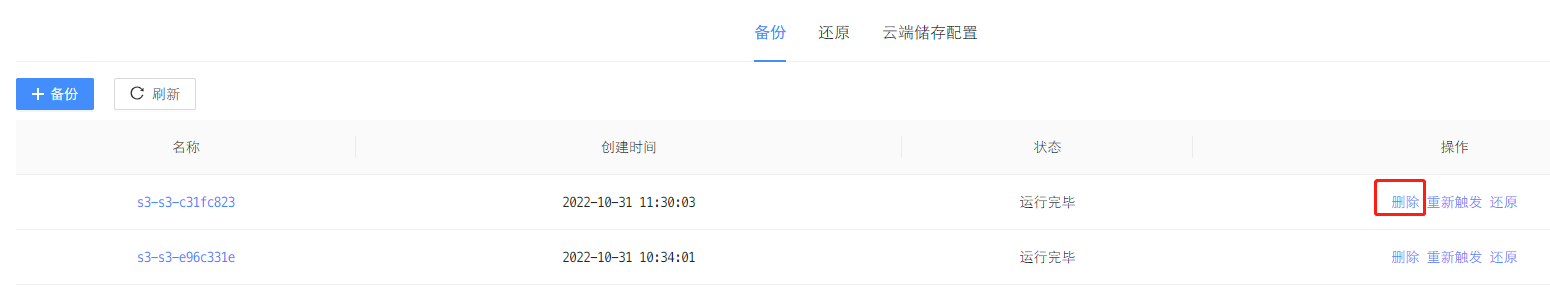 备份 还原 云端储存配置
备份 刷新
名称 创建时间 状态 操作
s3-s3-c31fc823 2022-10-31 11:30:03 运行完毕 删除 重新触发 还原
s3-s3-e96c331e 2022-10-31 10:34:01 运行完毕 删除 重新触发 还原